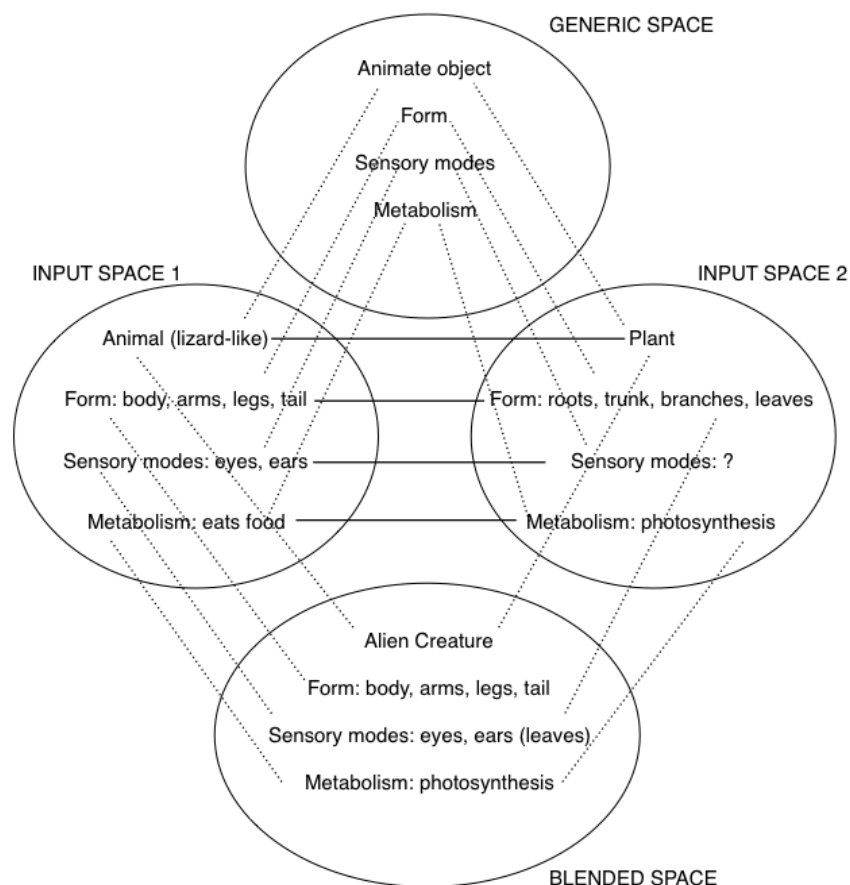 GENERIC SPACE
Animate object
Form
Sensory modes
Metabolism
INPUT SPACE 1
INPUT SPACE 2
Animal (lizard-like)
Plant
Form: body, arms, legs, tail
Form: roots, trunk, branches, leaves
Sensory modes: eyes, ears
Sensory modes: ?
Metabolism: eats food
Metabolism: photosynthesis
Alien Creature
Form: body, arms, legs, tail
Sensory modes: eyes, ears (leaves)
Metabolism: photosynthesis
BLENDED SPACE